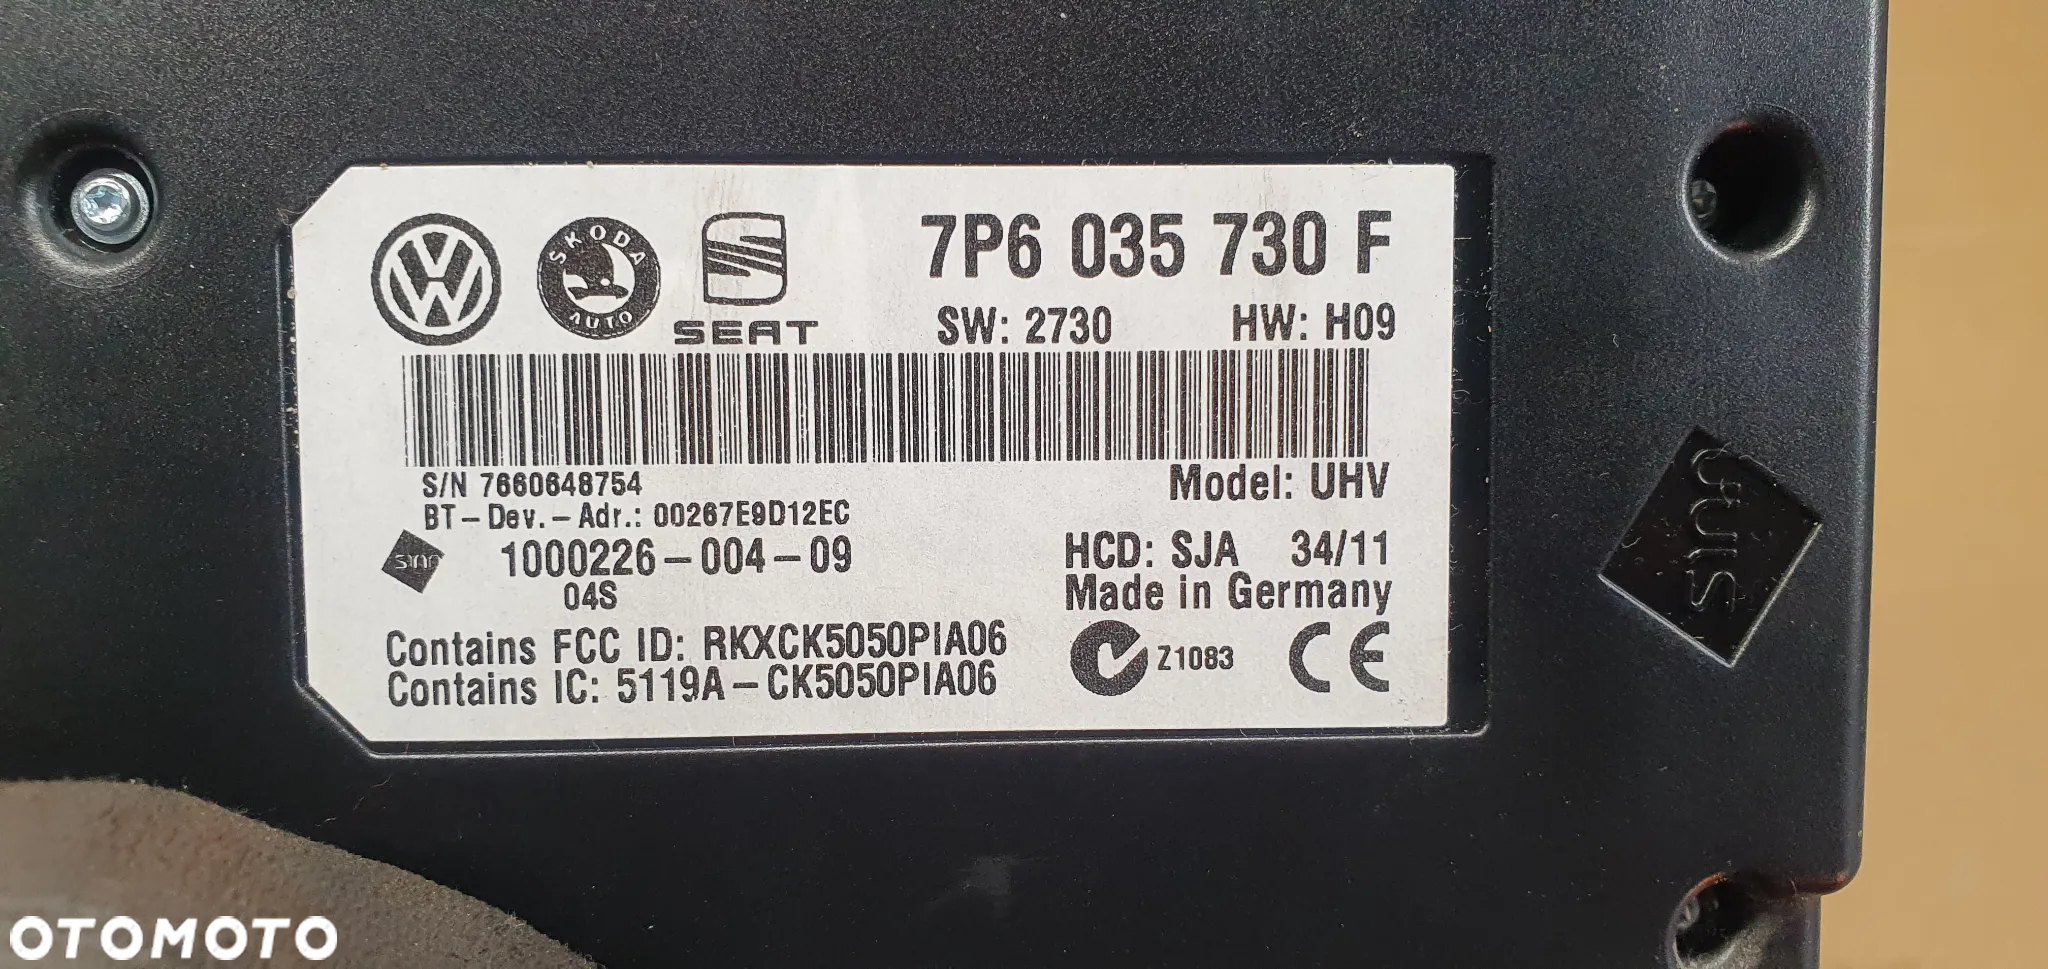 7P6 035 730 F
SKODA
AUTO
SEAT
SW: 2730 HW: H09
S/N 7660648754 Model: UHV
BT-Dev.-Adr.: 00267E9D12EC
1000226-004-09 HCD: SJA 34/11
04S Made in Germany
Contains FCC ID: RKXCK5050PIA06
Z1083 CE
Contains IC: 5119A-CK5050PIA06
OTOMOTO